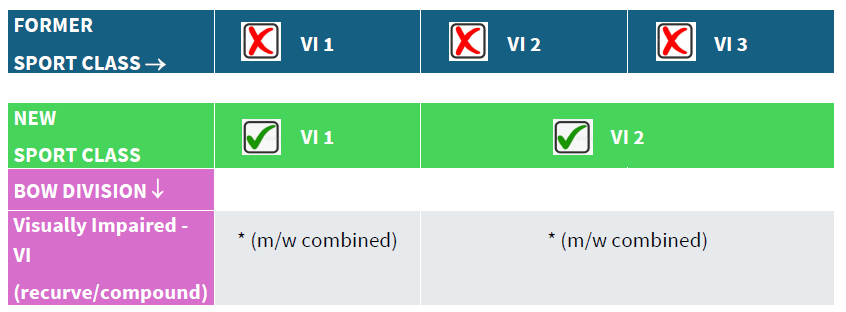 FORMER
SPORT CLASS →
VI 1
VI 2
VI 3
NEW
SPORT CLASS
VI 1
VI 2
BOW DIVISION ↓
Visually Impaired -
VI
(recurve/compound)
* (m/w combined)
* (m/w combined)